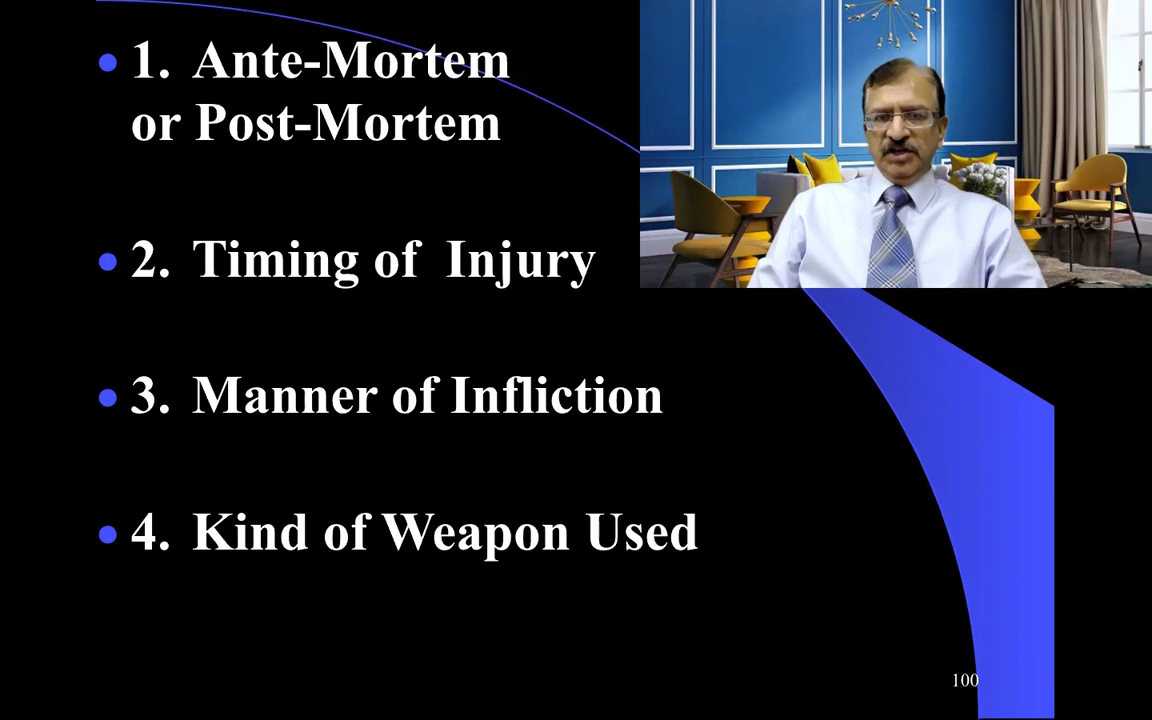 1. Ante-Mortem
or Post-Mortem
2. Timing of Injury
3. Manner of Infliction
4. Kind of Weapon Used
100